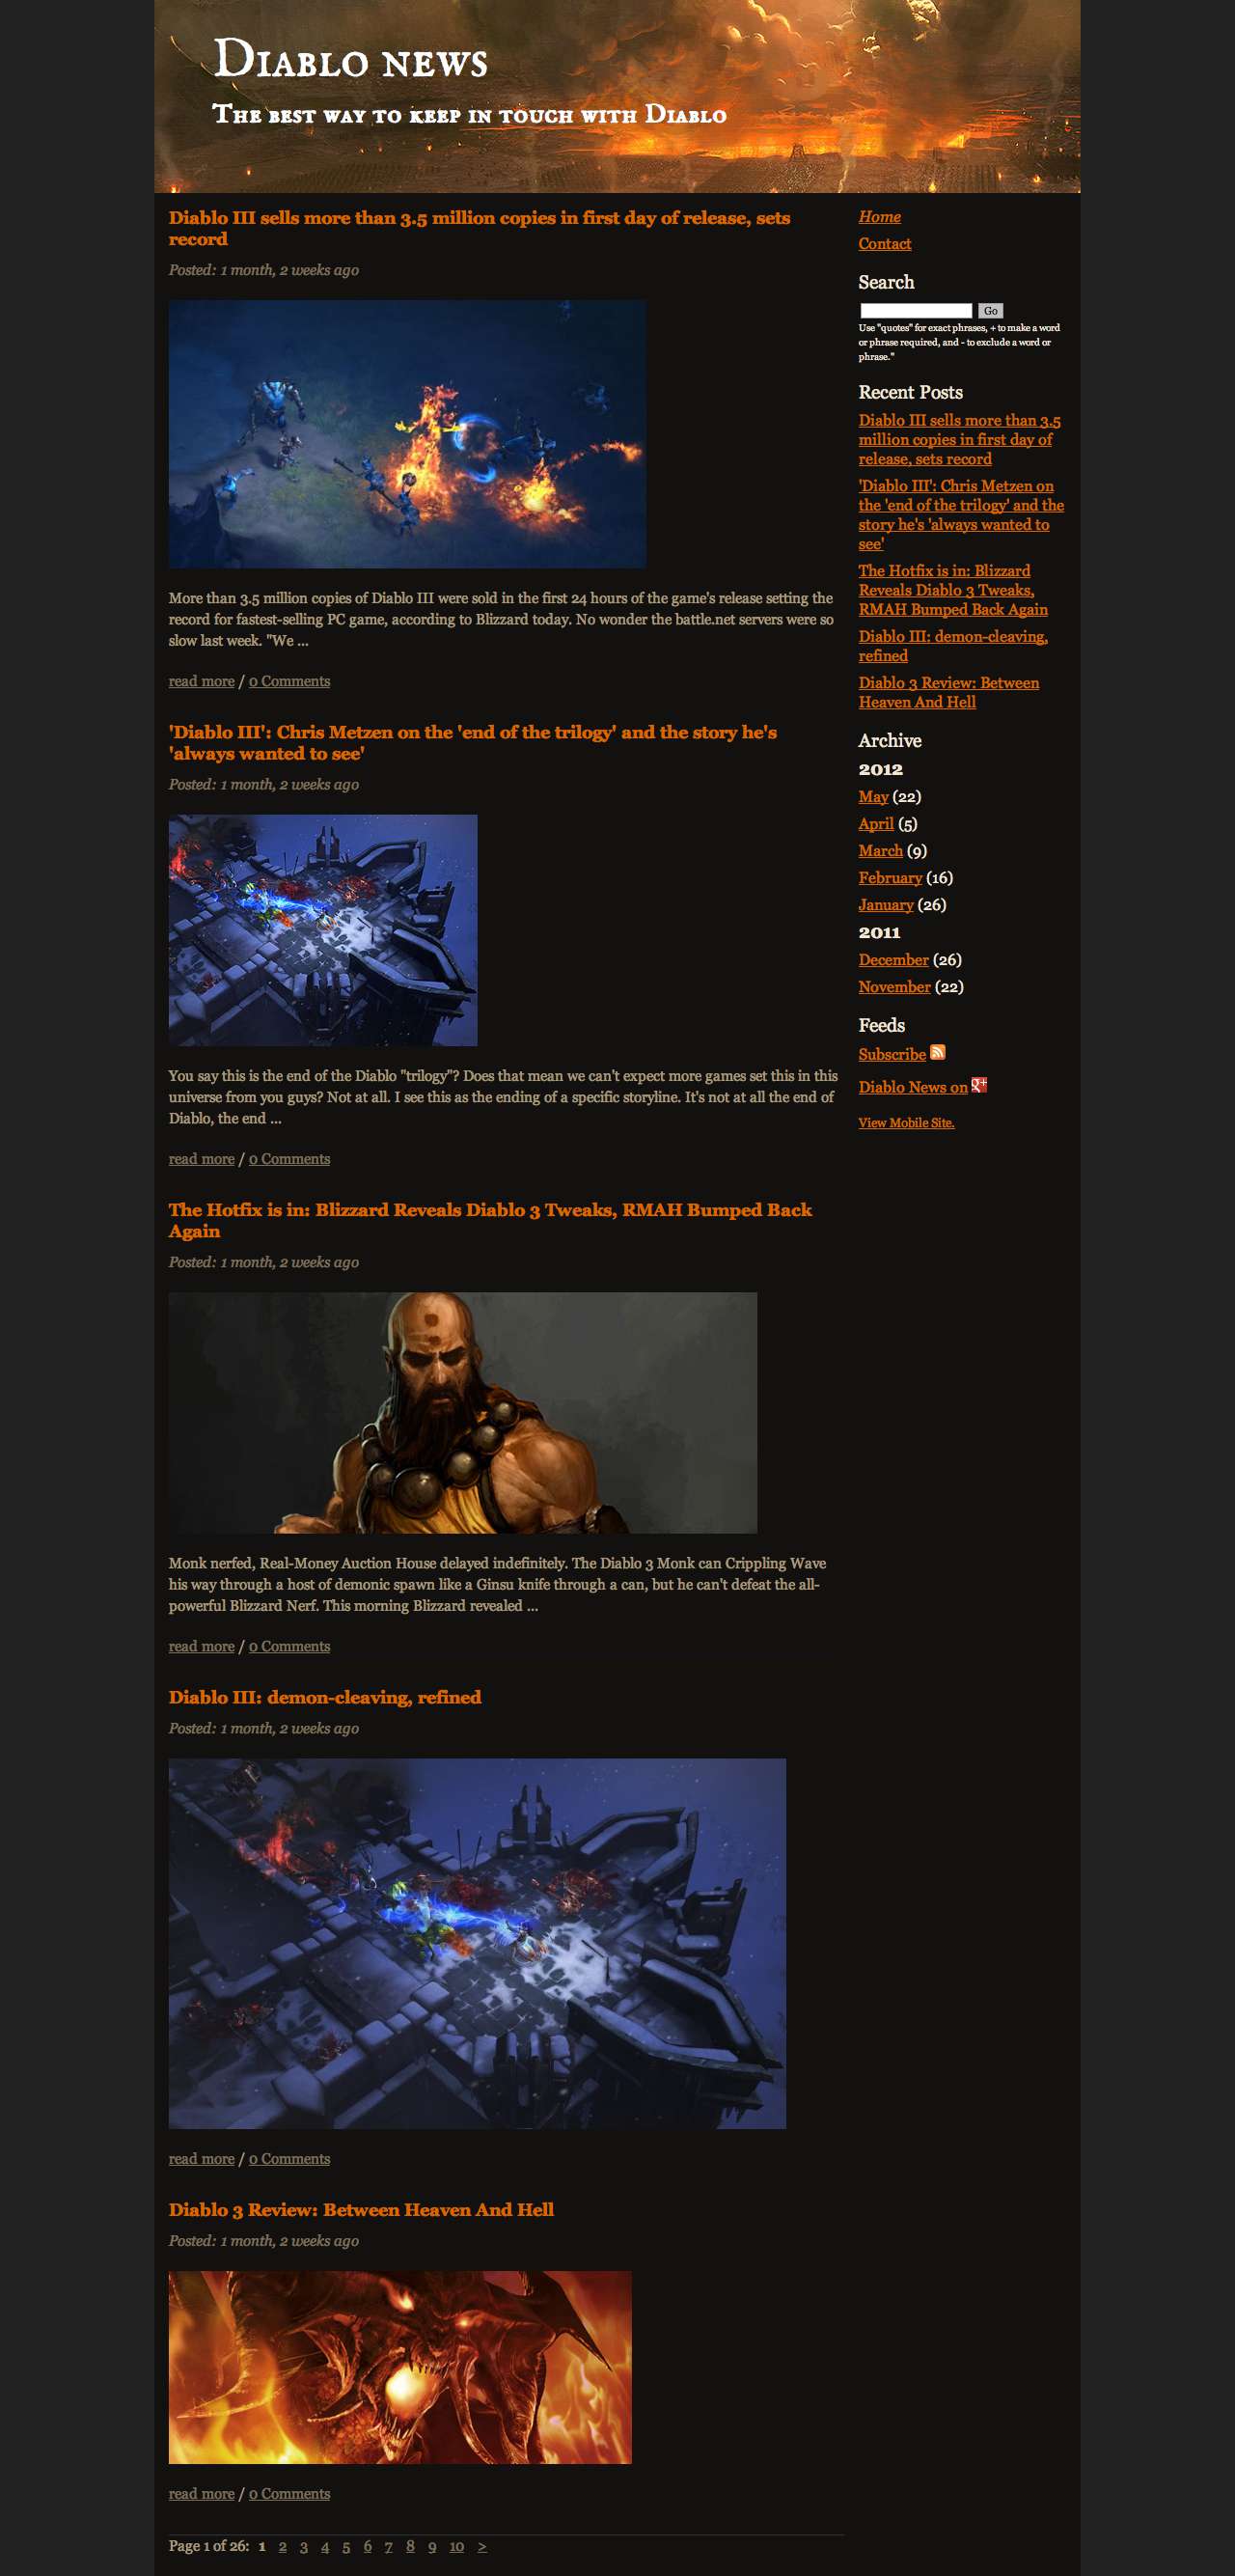 Diablo news
The best way to keep in touch with Diablo
Diablo III sells more than 3.5 million copies in first day of release, sets
record
Posted: 1 month, 2 weeks ago
More than 3.5 million copies of Diablo III were sold in the first 24 hours of the game's release setting the
record for fastest-selling PC game, according to Blizzard today. No wonder the battle.net servers were so
slow last week. "We ...
read more / 0 Comments
'Diablo III': Chris Metzen on the 'end of the trilogy' and the story he's
'always wanted to see'
Posted: 1 month, 2 weeks ago
You say this is the end of the Diablo "trilogy"? Does that mean we can't expect more games set this in this
universe from you guys? Not at all. I see this as the ending of a specific storyline. It's not at all the end of
Diablo, the end ...
read more / 0 Comments
The Hotfix is in: Blizzard Reveals Diablo 3 Tweaks, RMAH Bumped Back
Again
Posted: 1 month, 2 weeks ago
Monk nerfed, Real-Money Auction House delayed indefinitely. The Diablo 3 Monk can Crippling Wave
his way through a host of demonic spawn like a Ginsu knife through a can, but he can't defeat the all-
powerful Blizzard Nerf. This morning Blizzard revealed ...
read more / 0 Comments
Diablo III: demon-cleaving, refined
Posted: 1 month, 2 weeks ago
read more / 0 Comments
Diablo 3 Review: Between Heaven And Hell
Posted: 1 month, 2 weeks ago
read more / 0 Comments
Page 1 of 26: 1 2 3 4 5 6 7 8 9 10 >
Home
Contact
Search
Go
Use "quotes" for exact phrases, + to make a word
or phrase required, and - to exclude a word or
phrase."
Recent Posts
Diablo III sells more than 3.5
million copies in first day of
release, sets record
'Diablo III': Chris Metzen on
the 'end of the trilogy' and the
story he's 'always wanted to
see'
The Hotfix is in: Blizzard
Reveals Diablo 3 Tweaks,
RMAH Bumped Back Again
Diablo III: demon-cleaving,
refined
Diablo 3 Review: Between
Heaven And Hell
Archive
2012
May (22)
April (5)
March (9)
February (16)
January (26)
2011
December (26)
November (22)
Feeds
Subscribe
Diablo News on g+
View Mobile Site.